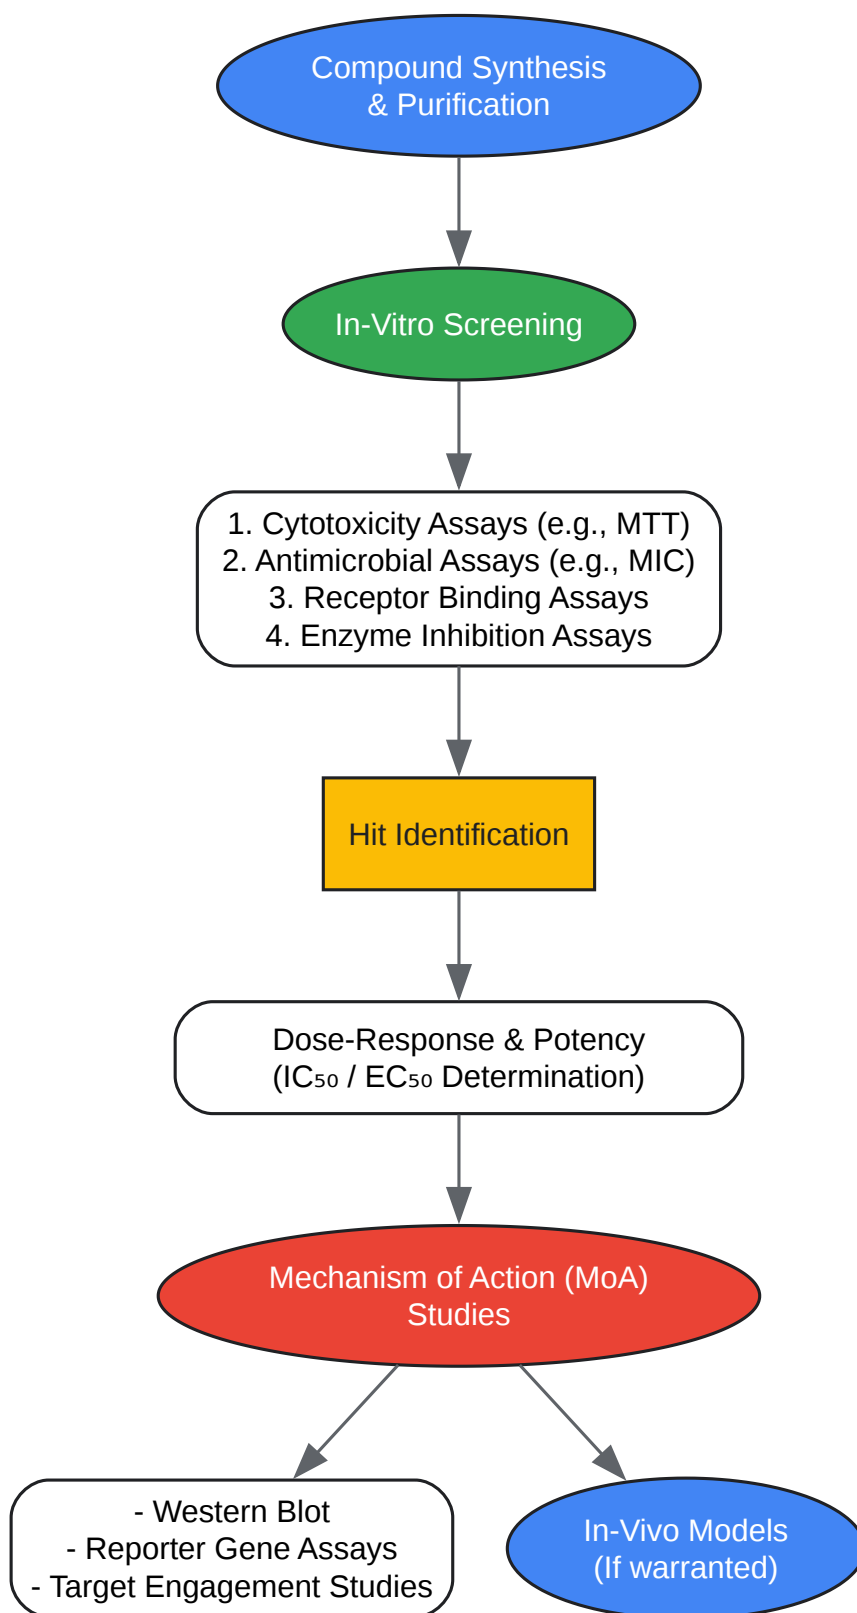 Compound Synthesis
& Purification
In-Vitro Screening
1. Cytotoxicity Assays (e.g., MTT)
2. Antimicrobial Assays (e.g., MIC)
3. Receptor Binding Assays
4. Enzyme Inhibition Assays
Hit Identification
Dose-Response & Potency
(IC₅₀ / EC₅₀ Determination)
Mechanism of Action (MoA)
Studies
- Western Blot
- Reporter Gene Assays
- Target Engagement Studies
In-Vivo Models
(If warranted)